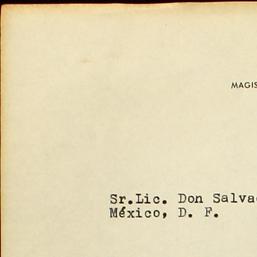 MAGIS
Sr.Lic. Don Salva
México, D. F.